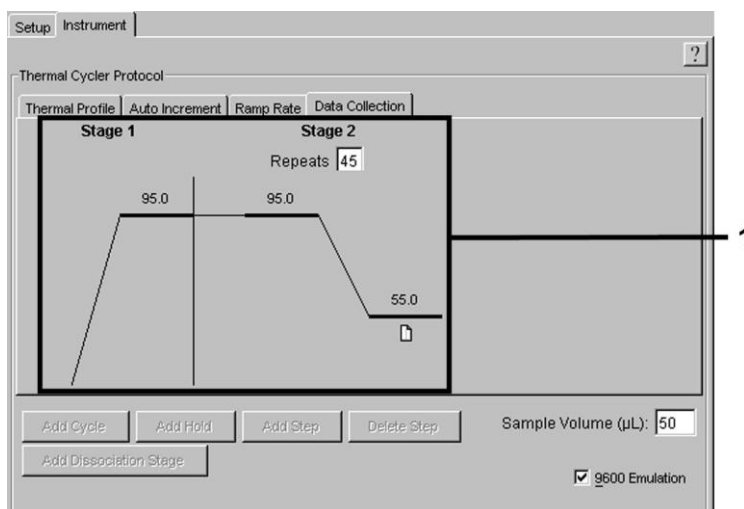 Setup Instrument
?
Thermal Cycler Protocol
Thermal Profile Auto Increment Ramp Rate Data Collection
Stage 1 Stage 2
Repeats 45
95.0 95.0
55.0
1
Add Cycle Add Hold Add Step Delete Step Sample Volume (µL): 50
Add Dissociation Stage
9600 Emulation